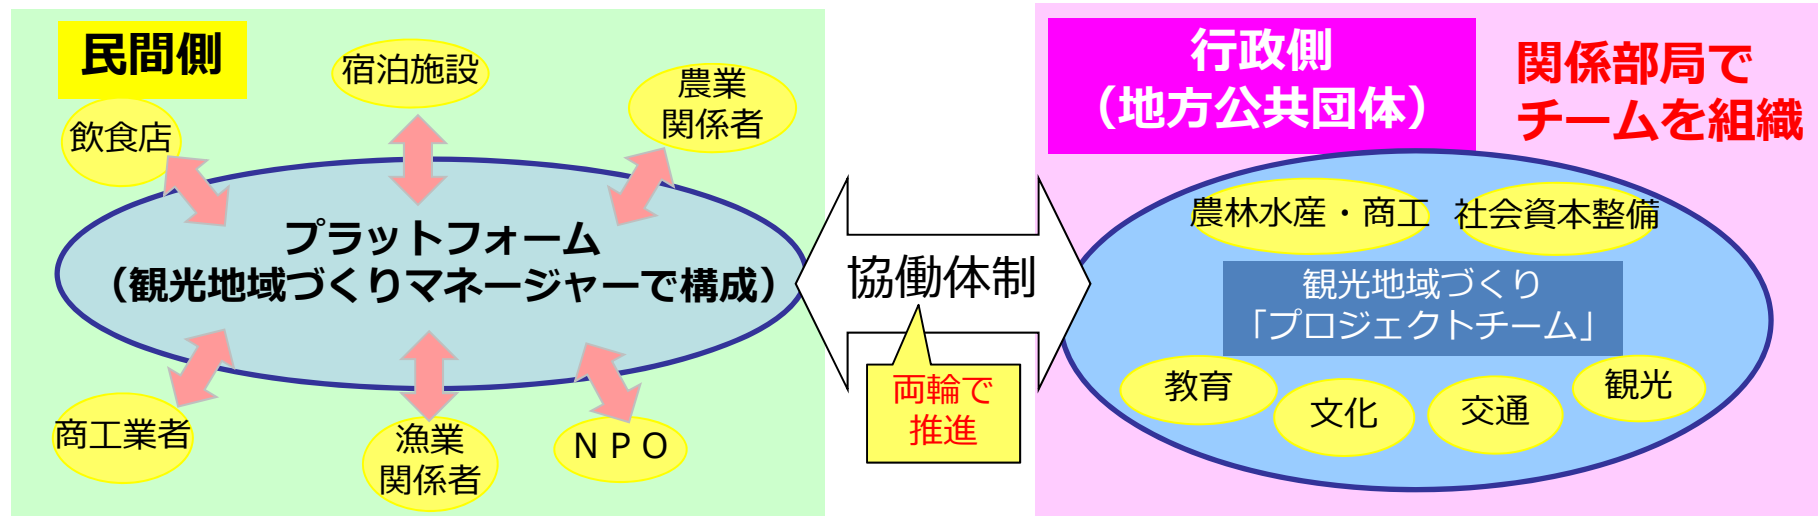 民間側
宿泊施設
農業
関係者
飲食店
プラットフォーム
（観光地域づくりマネージャーで構成）
商工業者
漁業
関係者
ＮＰＯ
協働体制
両輪で
推進
行政側
（地方公共団体）
関係部局で
チームを組織
農林水産・商工
社会資本整備
観光地域づくり
「プロジェクトチーム」
教育
文化
交通
観光